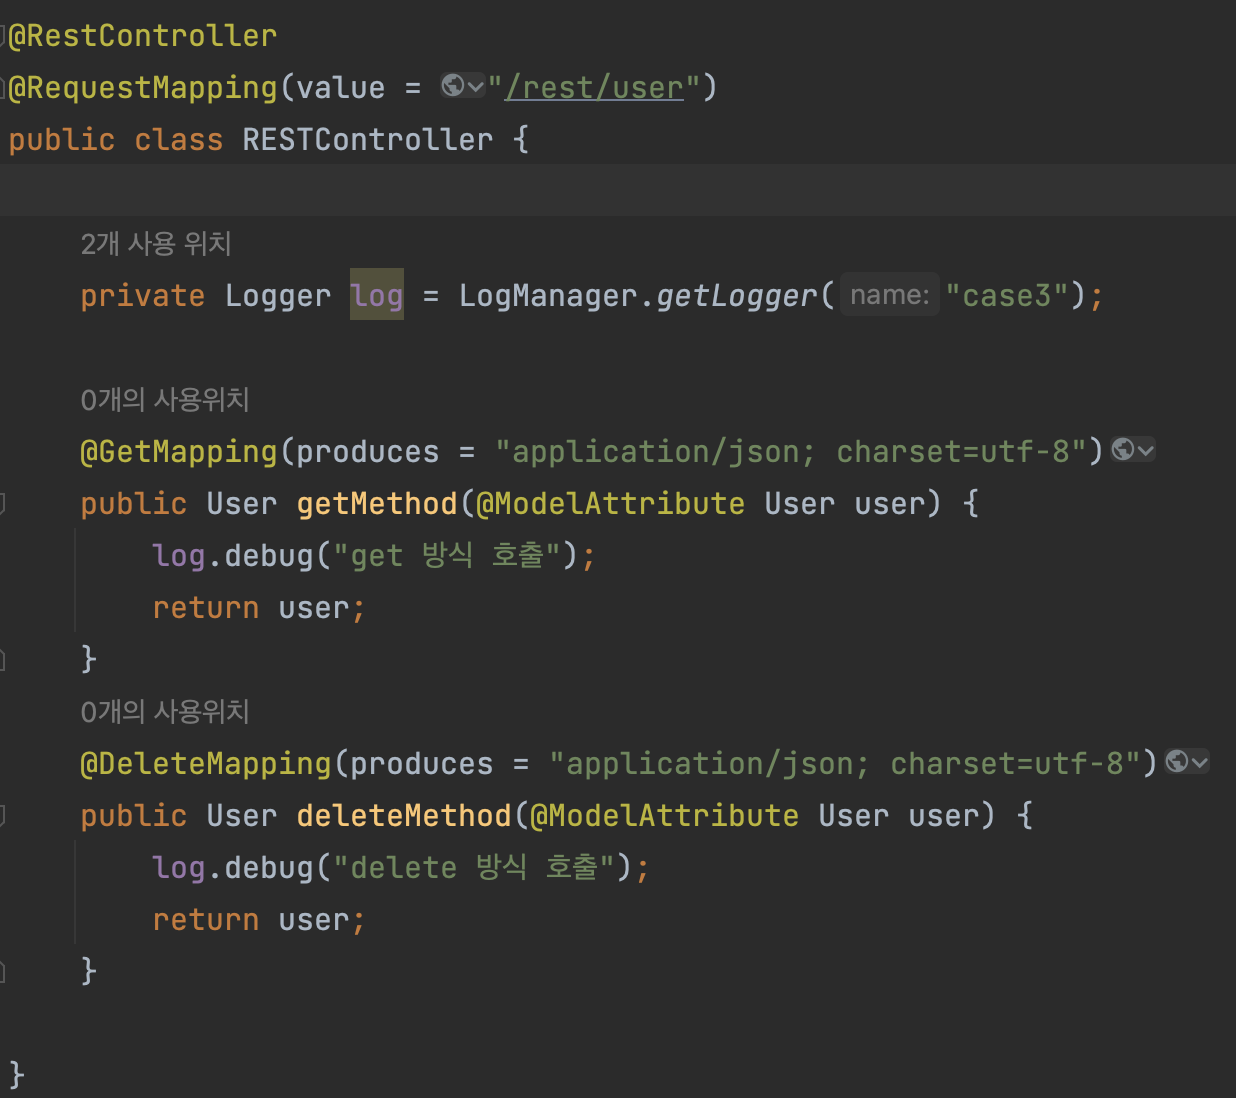 @RestController
@RequestMapping(value = "/rest/user")
public class RESTController {
2개 사용 위치
private Logger log = LogManager.getLogger( name: "case3");
0개의 사용위치
@GetMapping(produces = "application/json; charset=utf-8")
public User getMethod(@ModelAttribute User user) {
log.debug("get 방식 호출");
return user;
}
0개의 사용위치
@DeleteMapping(produces = "application/json; charset=utf-8")
public User deleteMethod(@ModelAttribute User user) {
log.debug("delete 방식 호출");
return user;
}
}